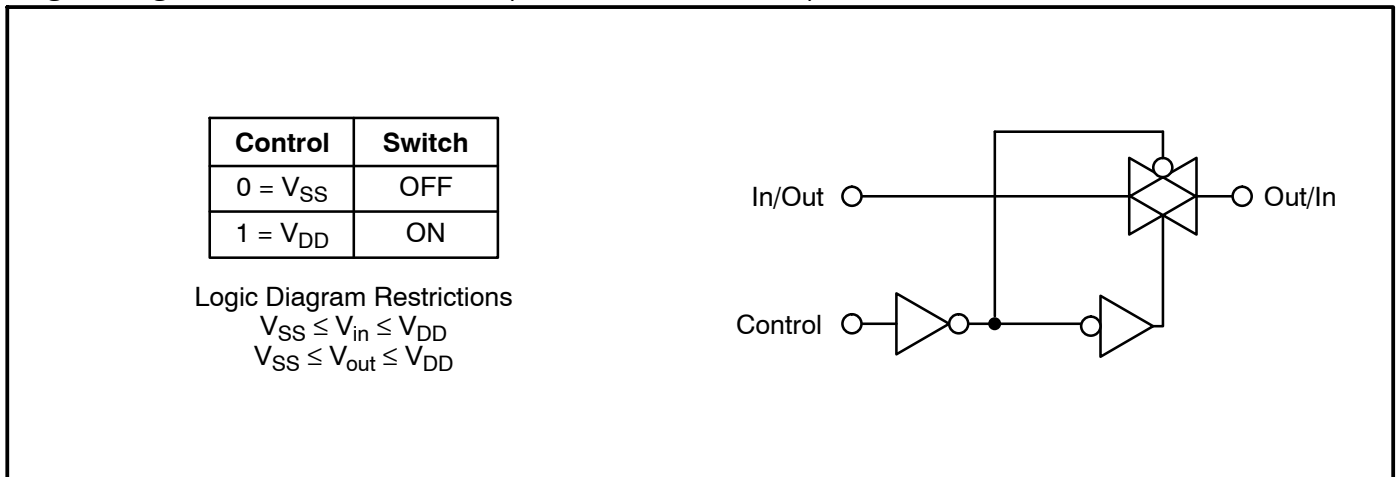 Control Switch
0 = VSS OFF
1 = VDD ON
Logic Diagram Restrictions
VSS ≤ Vin ≤ VDD
VSS ≤ Vout ≤ VDD
In/Out
Out/In
Control